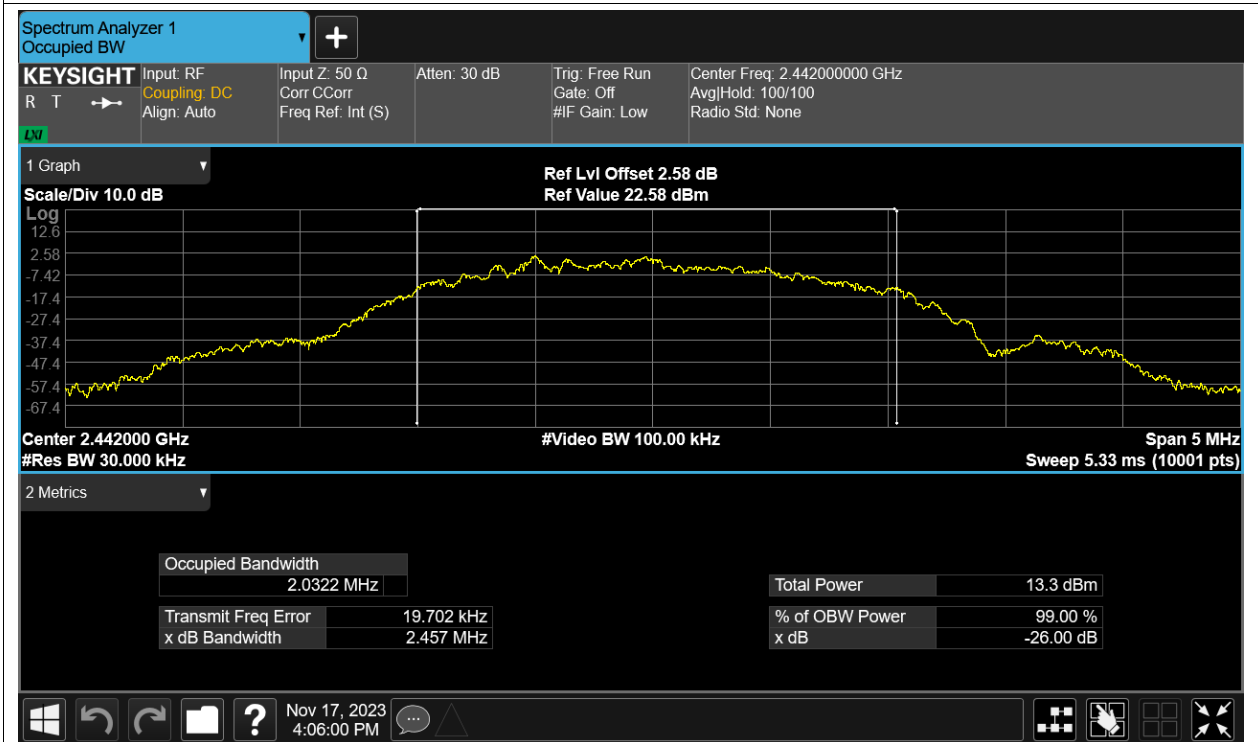 Spectrum Analyzer 1
Occupied BW
KEYSIGHT
R T
LXI
Input: RF
Coupling: DC
Align: Auto
Input Z: 50 Ω
Corr CCorr
Freq Ref: Int (S)
Atten: 30 dB
Trig: Free Run
Gate: Off
#IF Gain: Low
Center Freq: 2.442000000 GHz
Avg|Hold: 100/100
Radio Std: None
1 Graph
Scale/Div 10.0 dB
Ref Lvl Offset 2.58 dB
Ref Value 22.58 dBm
Log
12.6
2.58
-7.42
-17.4
-27.4
-37.4
-47.4
-57.4
-67.4
Center 2.442000 GHz
#Video BW 100.00 kHz
Span 5 MHz
#Res BW 30.000 kHz
Sweep 5.33 ms (10001 pts)
2 Metrics
Occupied Bandwidth
2.0322 MHz
Total Power 13.3 dBm
Transmit Freq Error 19.702 kHz
% of OBW Power 99.00 %
x dB Bandwidth 2.457 MHz
x dB -26.00 dB
?
Nov 17, 2023
4:06:00 PM